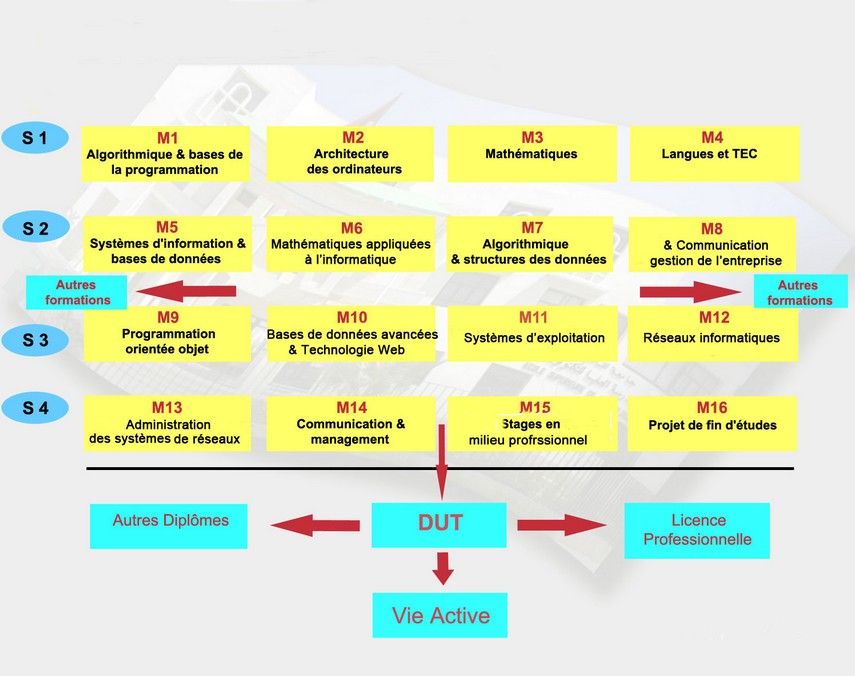 S 1
M1
Algorithmique & bases de
la programmation
M2
Architecture
des ordinateurs
M3
Mathématiques
M4
Langues et TEC
S 2
M5
Systèmes d'information &
bases de données
M6
Mathématiques appliquées
à l'informatique
M7
Algorithmique
& structures des données
M8
& Communication
gestion de l'entreprise
Autres
formations
Autres
formations
S 3
M9
Programmation
orientée objet
M10
Bases de données avancées
& Technologie Web
M11
Systèmes d'exploitation
M12
Réseaux informatiques
S 4
M13
Administration
des systèmes de réseaux
M14
Communication &
management
M15
Stages en
milieu profrssionnel
M16
Projet de fin d'études
Autres Diplômes
DUT
Licence
Professionnelle
Vie Active